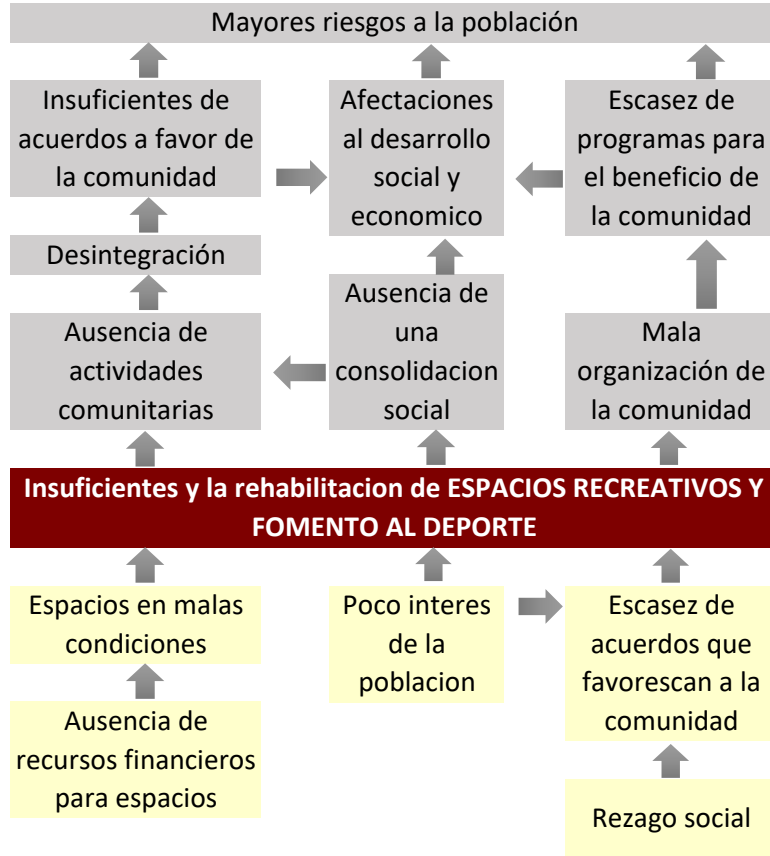 Mayores riesgos a la población
Insuficientes de
acuerdos a favor de
la comunidad
Afectaciones
al desarrollo
social y
economico
Escasez de
programas para
el beneficio de
la comunidad
Desintegración
Ausencia de
actividades
comunitarias
Ausencia de
una
consolidacion
social
Mala
organización de
la comunidad
Insuficientes y la rehabilitacion de ESPACIOS RECREATIVOS Y
FOMENTO AL DEPORTE
Espacios en malas
condiciones
Poco interes
de la
poblacion
Escasez de
acuerdos que
favorescan a la
comunidad
Ausencia de
recursos financieros
para espacios
Rezago social